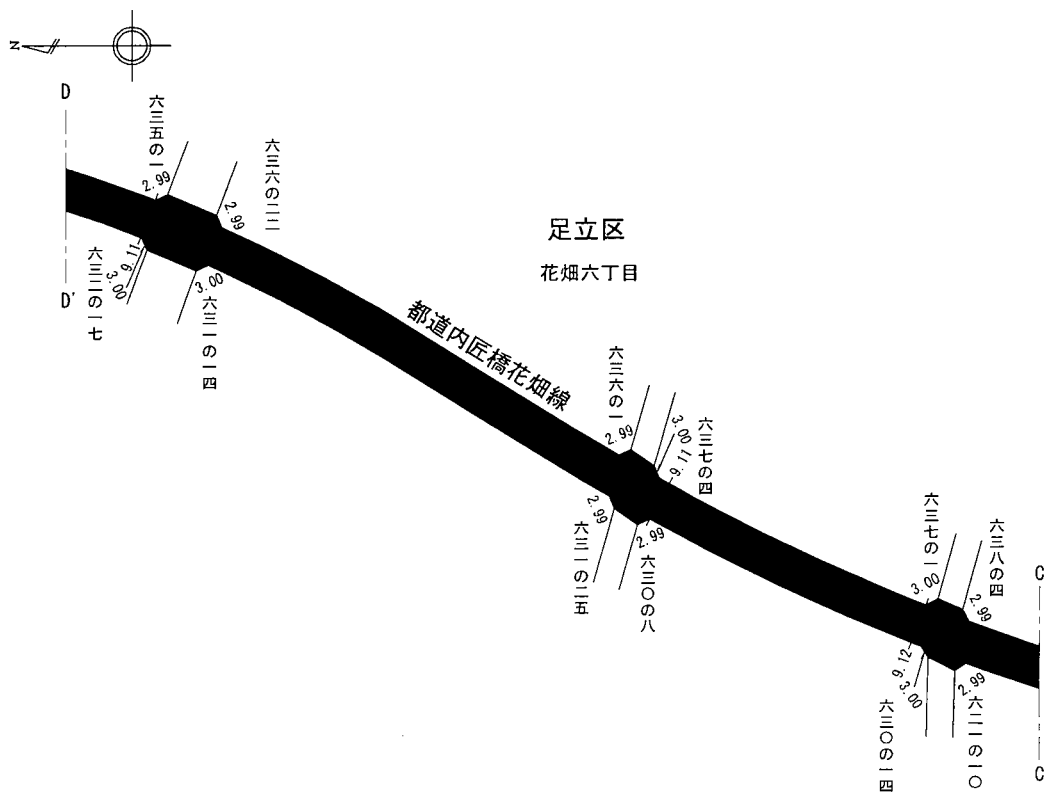 N
D
六三五の一
2.99
六三六の二二
2.99
六三二の一七
9.11
3.00
D'
3.00
六三一の一四
足立区
花畑六丁目
都道内匠橋花畑線
六三六の一
2.99
3.00
六三七の四
9.11
2.99
六三一の二五
2.99
六三〇の八
六三七の一
3.00
六三八の四
2.99
C
9.12
3.00
六三〇の一四
2.99
六二一の一〇
C